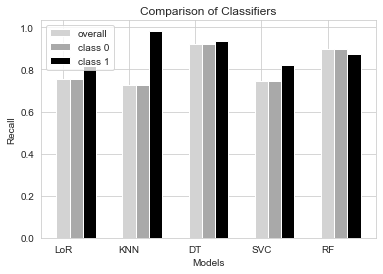 Comparison of Classifiers
overall
class 0
class 1
1.0
0.8
0.6
0.4
0.2
0.0
Recall
LoR KNN DT SVC RF
Models